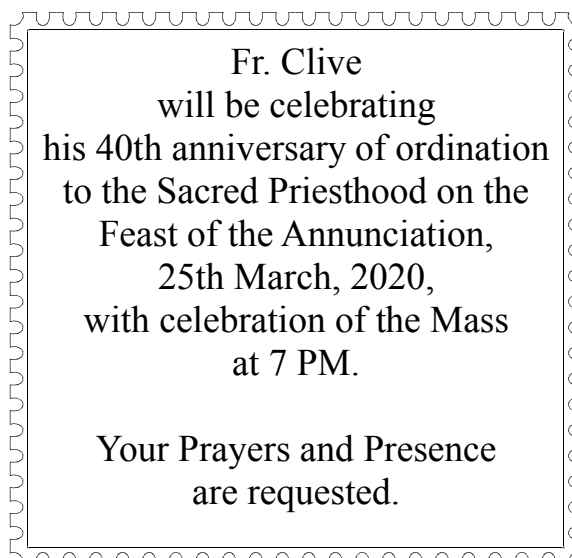 Fr. Clive
will be celebrating
his 40th anniversary of ordination
to the Sacred Priesthood on the
Feast of the Annunciation,
25th March, 2020,
with celebration of the Mass
at 7 PM.
Your Prayers and Presence
are requested.